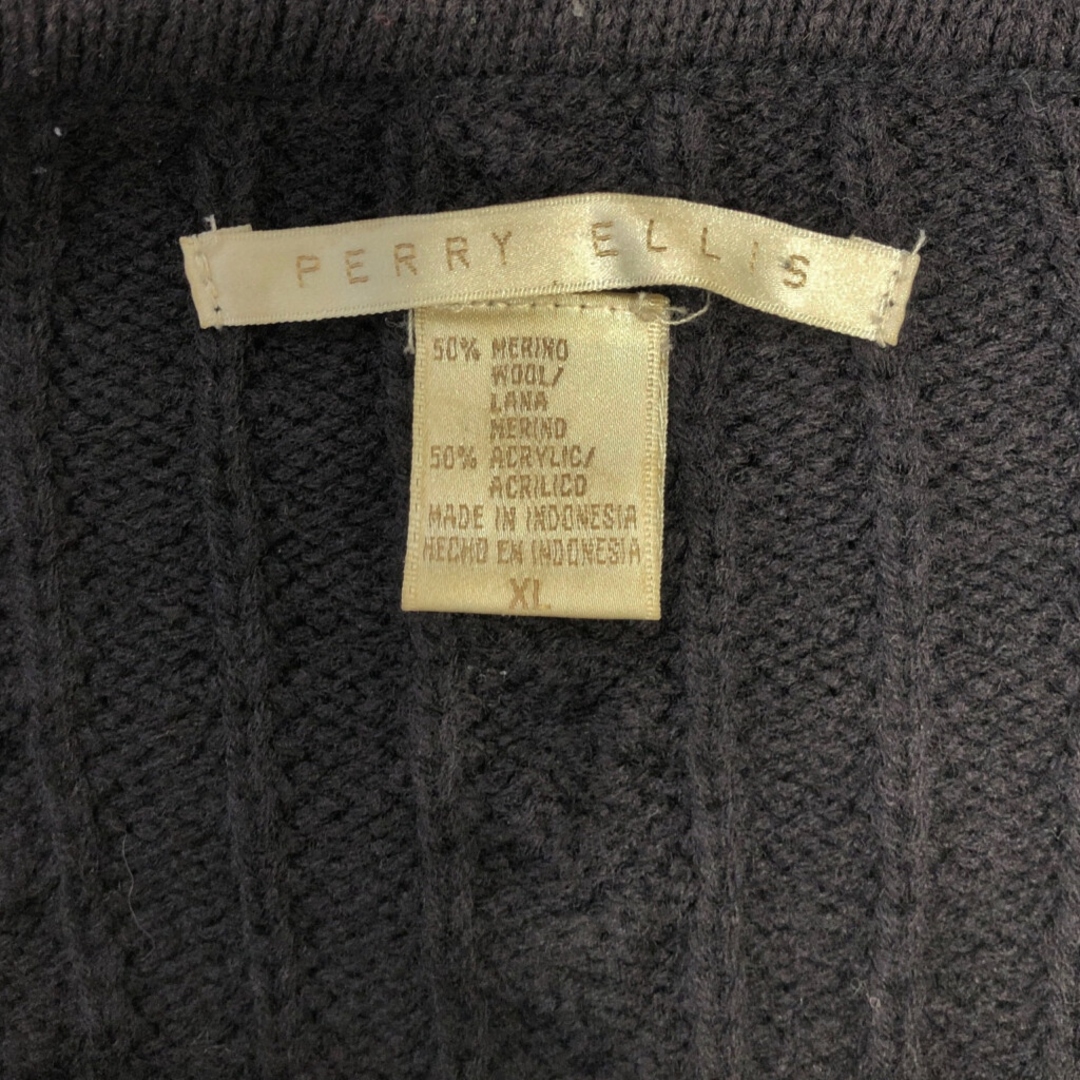 PERRY ELLIS
50% MERINO
WOOL/
LANA
MERINO
50% ACRYLIC/
ACRILICO
MADE IN INDONESIA
HECHO EN INDONESIA
XL